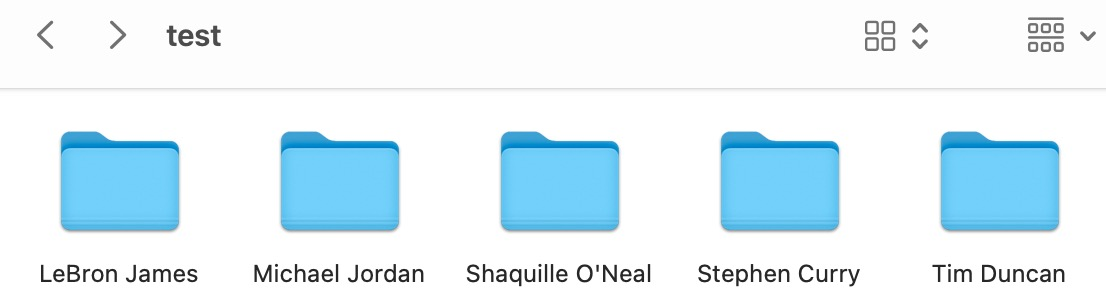 test
LeBron James
Michael Jordan
Shaquille O'Neal
Stephen Curry
Tim Duncan